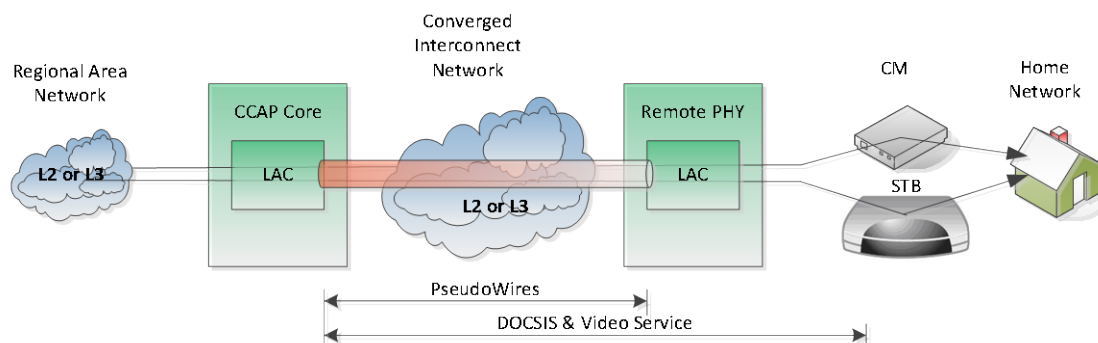 Regional Area
Network
L2 or L3
CCAP Core
LAC
Converged
Interconnect
Network
L2 or L3
Remote PHY
LAC
CM
STB
Home
Network
PseudoWires
DOCSIS & Video Service